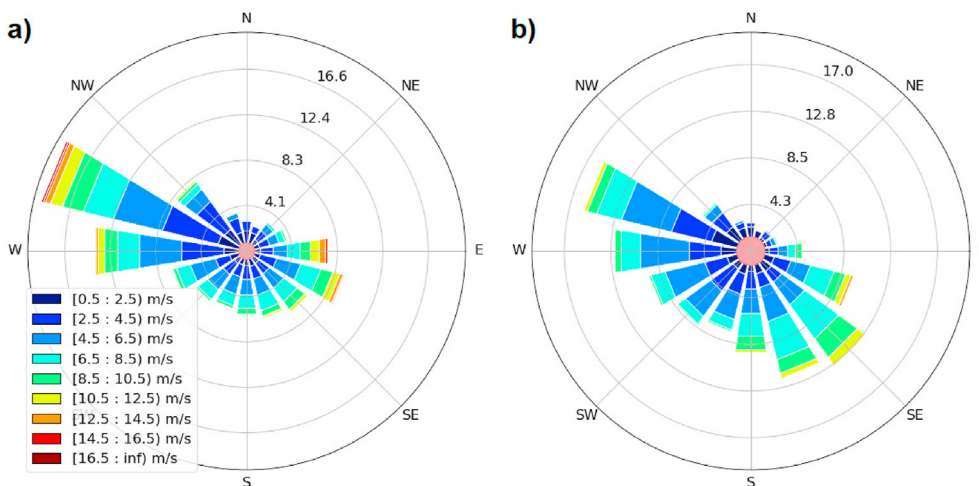 a)
N
NW
NE
16.6
12.4
8.3
4.1
W
E
SE
S
[0.5 : 2.5) m/s
[2.5 : 4.5) m/s
[4.5 : 6.5) m/s
[6.5 : 8.5) m/s
[8.5 : 10.5) m/s
[10.5 : 12.5) m/s
[12.5 : 14.5) m/s
[14.5 : 16.5) m/s
[16.5 : inf) m/s
b)
N
NW
NE
17.0
12.8
8.5
4.3
W
SW
SE
S